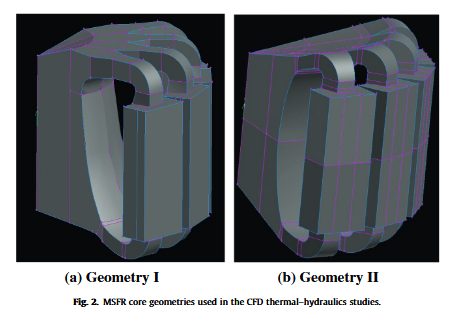 (a) Geometry I
(b) Geometry II
Fig. 2. MSFR core geometries used in the CFD thermal–hydraulics studies.